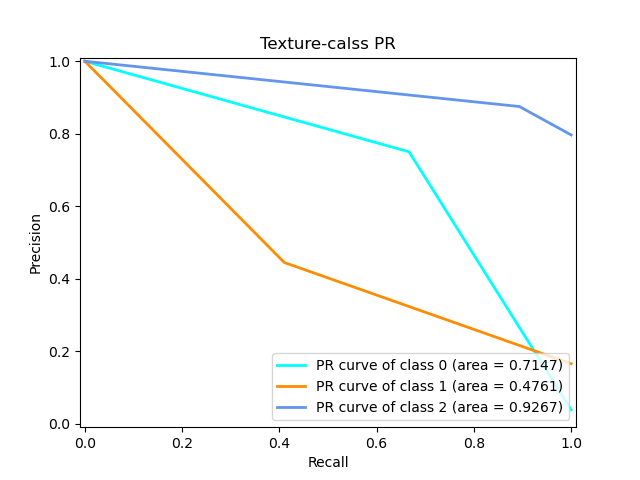 Texture-calss PR
1.0
0.8
0.6
0.4
0.2
0.0
Precision
PR curve of class 0 (area = 0.7147)
PR curve of class 1 (area = 0.4761)
PR curve of class 2 (area = 0.9267)
0.0 0.2 0.4 0.6 0.8 1.0
Recall